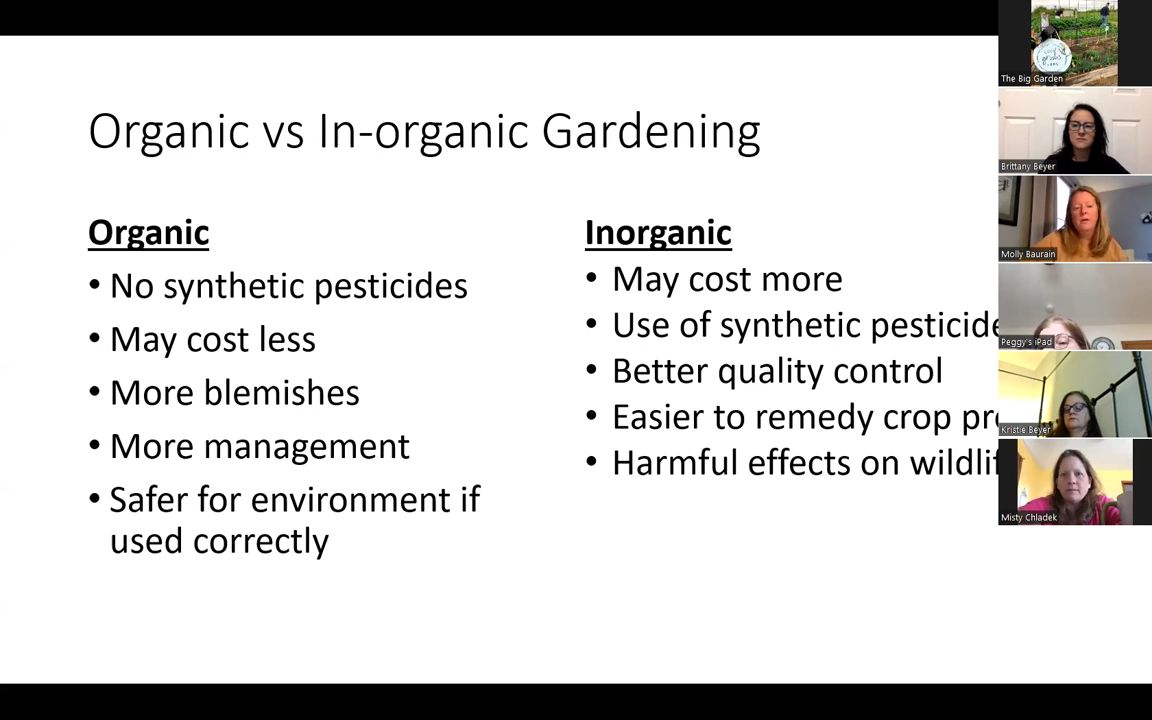 Organic vs In-organic Gardening
Organic
• No synthetic pesticides
• May cost less
• More blemishes
• More management
• Safer for environment if
used correctly
Inorganic
• May cost more
• Use of synthetic pesticide
• Better quality control
• Easier to remedy crop
• Harmful effects on
The Big Garden
Brittany Beyer
Molly Baurain
Peggy's iPad
Kristie Beyer
Misty Chladek